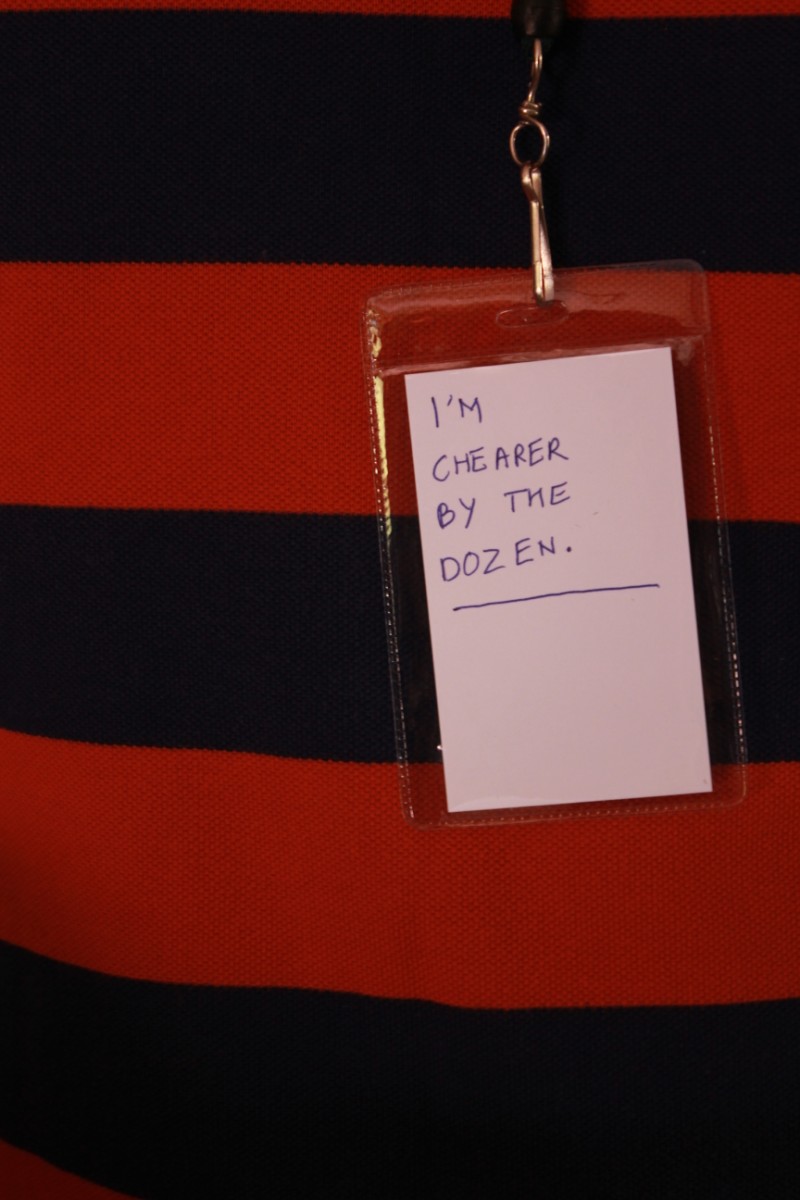 I'M
CHEARER
BY THE
DOZEN.